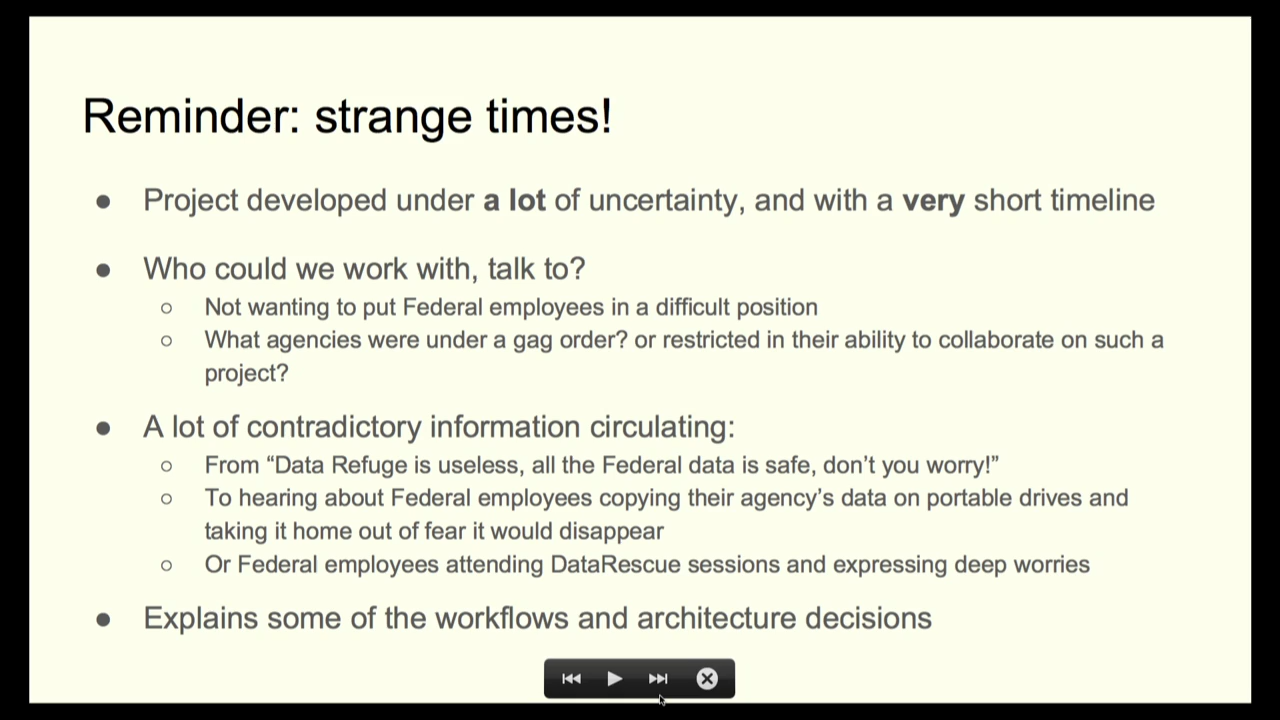 Reminder: strange times!
● Project developed under a lot of uncertainty, and with a very short timeline
● Who could we work with, talk to?
○ Not wanting to put Federal employees in a difficult position
○ What agencies were under a gag order? or restricted in their ability to collaborate on such a
project?
● A lot of contradictory information circulating:
○ From “Data Refuge is useless, all the Federal data is safe, don’t you worry!”
○ To hearing about Federal employees copying their agency’s data on portable drives and
taking it home out of fear it would disappear
○ Or Federal employees attending DataRescue sessions and expressing deep worries
● Explains some of the workflows and architecture decisions